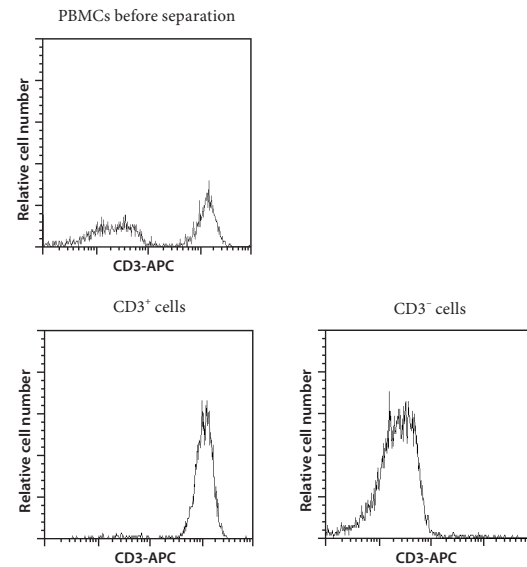 PBMCs before separation
Relative cell number
CD3-APC
CD3⁺ cells
Relative cell number
CD3-APC
CD3⁻ cells
Relative cell number
CD3-APC